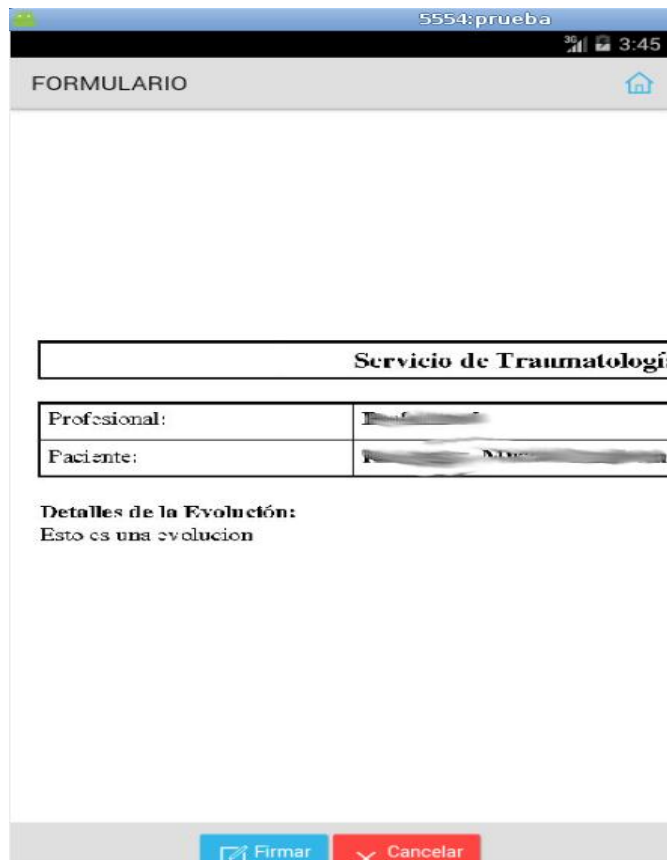 5554:prueba
3G 3:45
FORMULARIO
Servicio de Traumatologí
Profesional:
Paciente:
Detalles de la Evolución:
Esto es una evolucion
Firmar
Cancelar